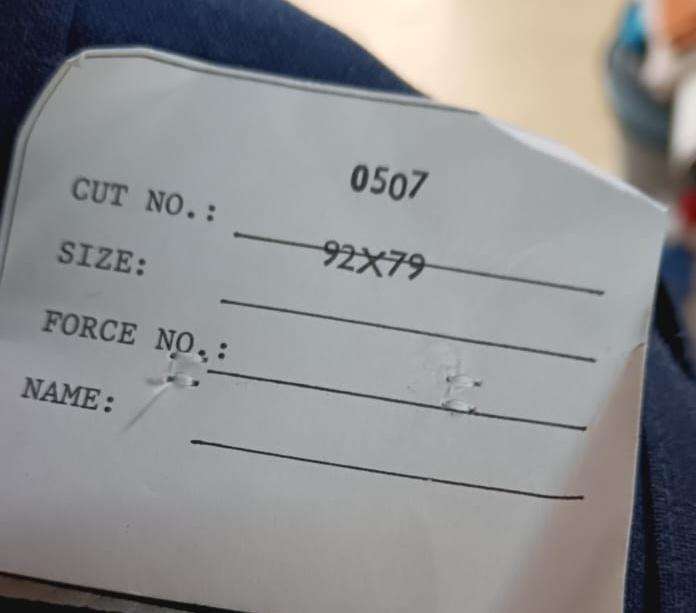 CUT NO.: 0507
SIZE: 92X79
FORCE NO.:
NAME: